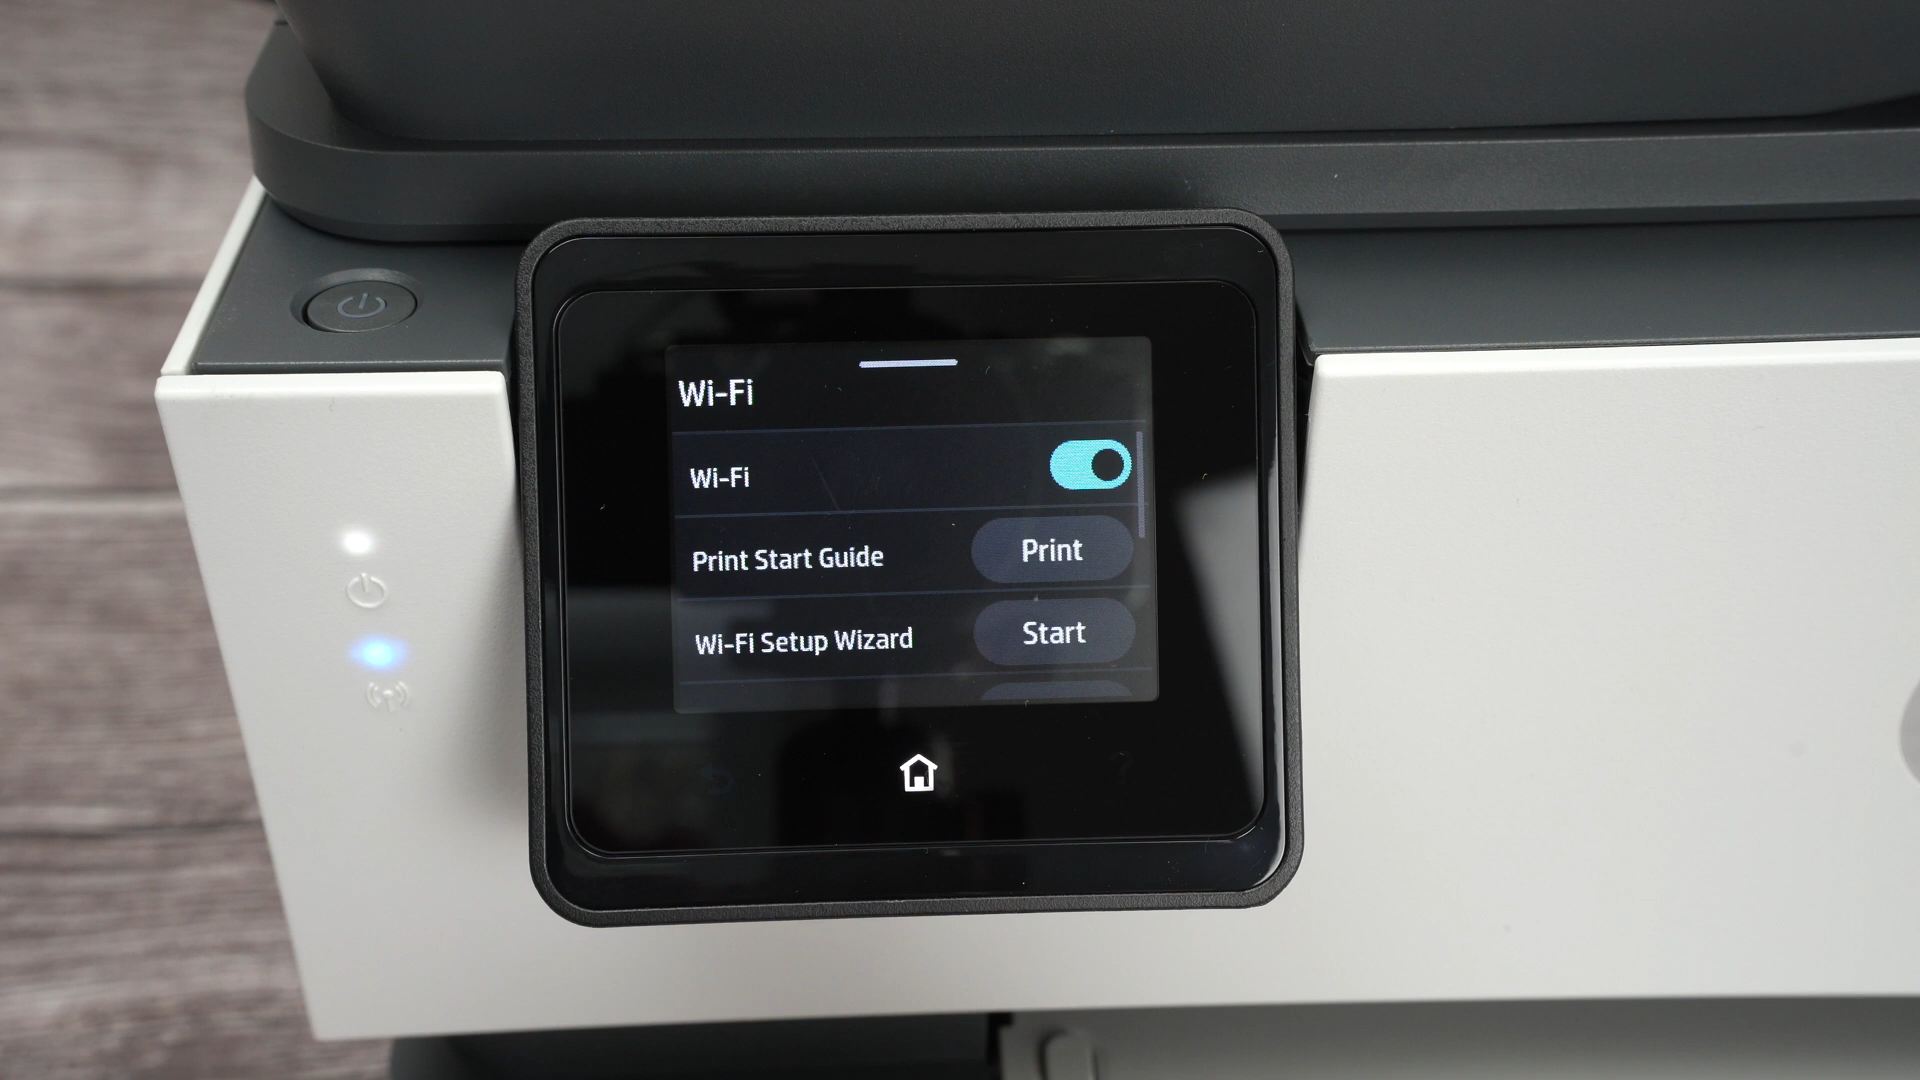 Wi-Fi
Wi-Fi
Print Start Guide
Print
Wi-Fi Setup Wizard
Start